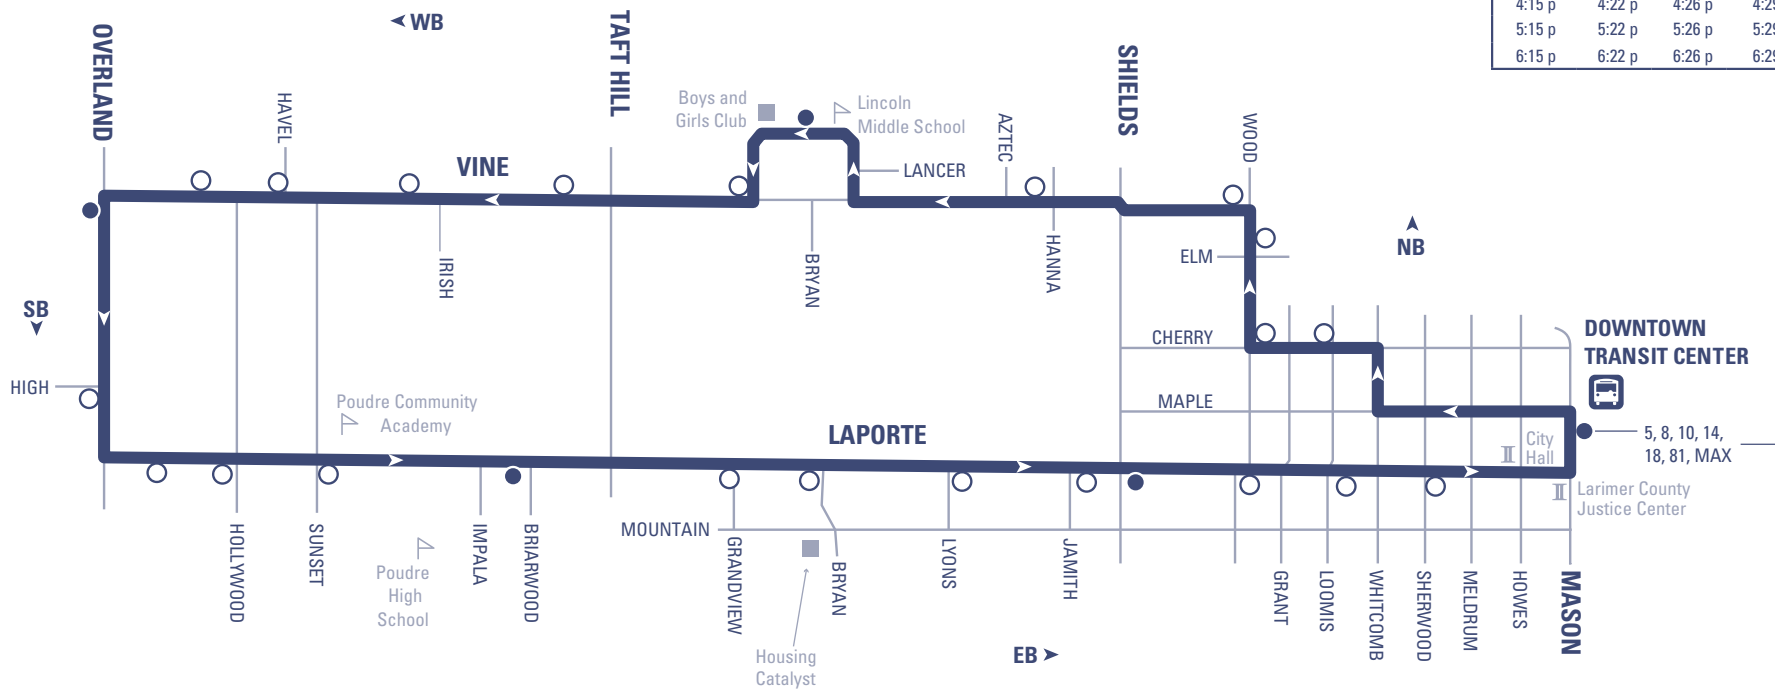 4:15 p 4:22 p 4:26 p
5:15 p 5:22 p 5:26 p
6:15 p 6:22 p 6:26 p
WB
OVERLAND
TAFT HILL
SHIELDS
HAVEL
Boys and
Girls Club
Lincoln
Middle School
AZTEC
WOOD
VINE
LANCER
IRISH
BRYAN
HANNA
ELM
NB
SB
CHERRY
DOWNTOWN
TRANSIT CENTER
HIGH
Poudre Community
Academy
MAPLE
LAPORTE
City
Hall
5, 8, 10, 14,
18, 81, MAX
Larimer County
Justice Center
MOUNTAIN
HOLLYWOOD
SUNSET
Poudre
High
School
IMPALA
BRIARWOOD
GRANDVIEW
BRYAN
LYONS
JAMITH
GRANT
LOOMIS
WHITCOMB
SHERWOOD
MELDRUM
HOWES
MASON
Housing
Catalyst
EB